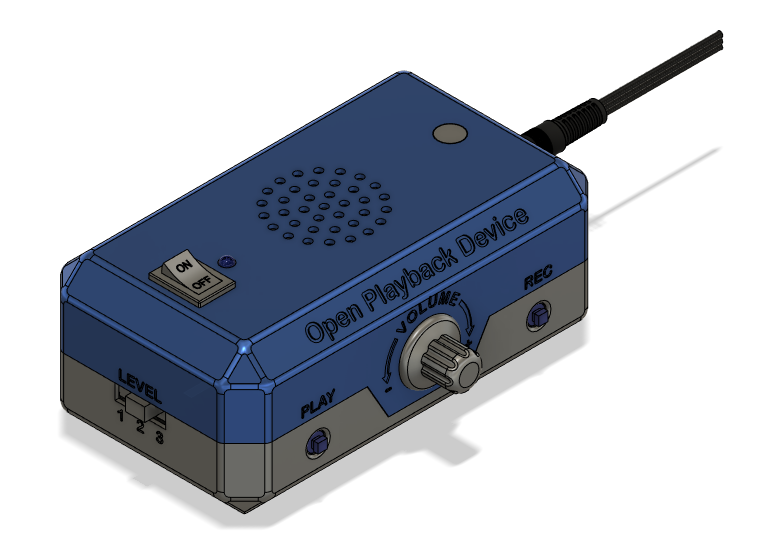 ON
OFF
Open Playback Device
- VOLUME +
REC
LEVEL
1 2 3
PLAY